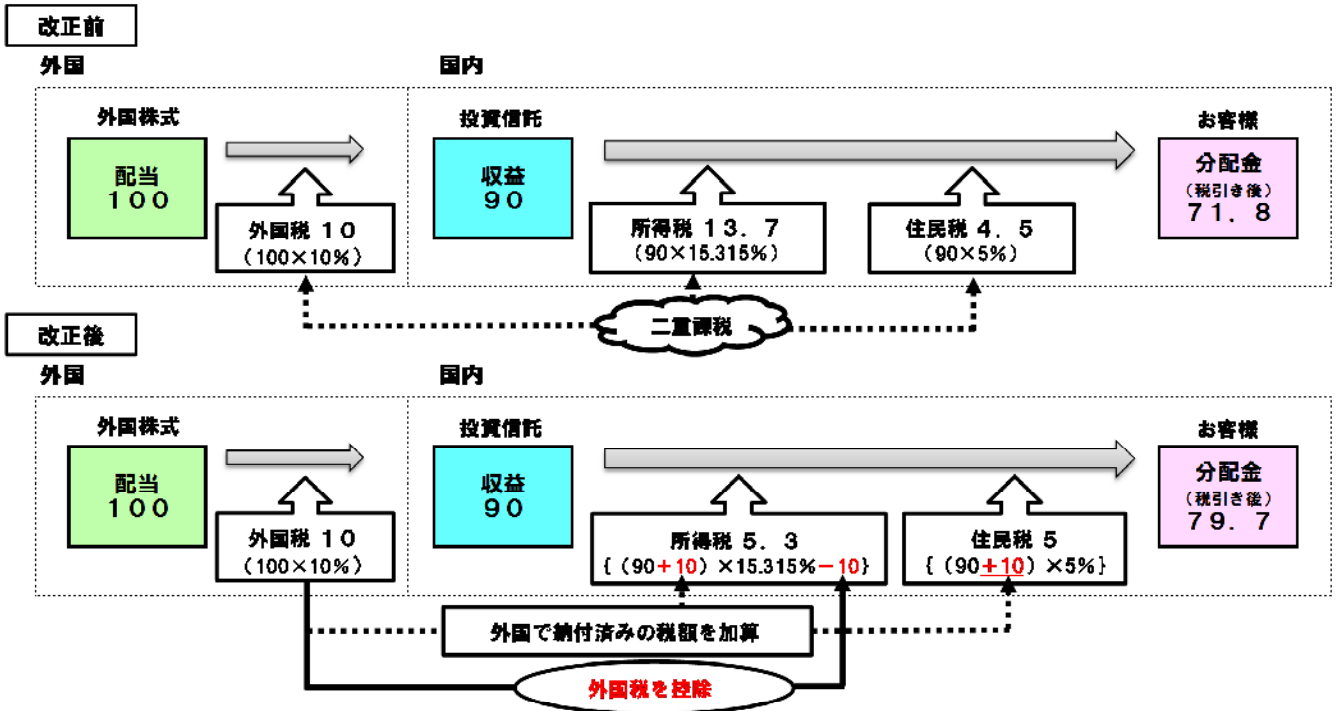 改正前
外国
国内
外国株式
配当
100
外国税 10
(100×10%)
投資信託
収益
90
所得税 13.7
(90×15.315%)
住民税 4.5
(90×5%)
お客様
分配金
(税引き後)
71.8
二重課税
改正後
外国
国内
外国株式
配当
100
外国税 10
(100×10%)
投資信託
収益
90
所得税 5.3
{(90+10)×15.315%-10}
住民税 5
{(90+10)×5%}
お客様
分配金
(税引き後)
79.7
外国で納付済みの税額を加算
外国税を控除